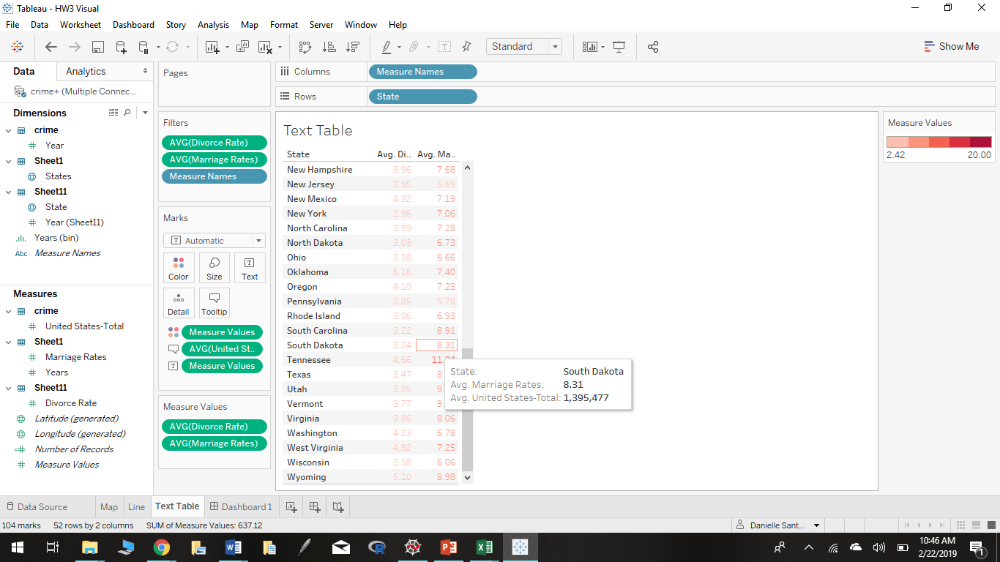 Tableau - HW3 Visual
File Data Worksheet Dashboard Story Analysis Map Format Server Window Help
Standard
Show Me
Data Analytics
crime+ (Multiple Connec...
Dimensions
crime
Year
Sheet1
States
Sheet11
State
Year (Sheet11)
Years (bin)
Abc Measure Names
Measures
crime
United States-Total
Sheet1
Marriage Rates
Years
Sheet11
Divorce Rate
Latitude (generated)
Longitude (generated)
Number of Records
Measure Values
Pages
Filters
AVG(Divorce Rate)
AVG(Marriage Rates)
Measure Names
Marks
T Automatic
Color Size Text
Detail Tooltip
Measure Values
AVG(United St..
Measure Values
Measure Values
AVG(Divorce Rate)
AVG(Marriage Rates)
Columns Measure Names
Rows State
Text Table
State Avg. Di.. Avg. Ma..
New Hampshire 3.96 7.68
New Jersey 2.95 5.69
New Mexico 4.32 7.19
New York 2.96 7.06
North Carolina 3.99 7.28
North Dakota 3.03 6.73
Ohio 3.58 6.66
Oklahoma 5.16 7.40
Oregon 4.10 7.23
Pennsylvania 2.85 5.78
Rhode Island 3.06 6.93
South Carolina 3.22 8.91
South Dakota 3.24 8.31
Tennessee 4.66
Texas 3.47
Utah 3.85
Vermont 3.77
Virginia 3.86 8.06
Washington 4.23 6.78
West Virginia 4.82 7.25
Wisconsin 2.98 6.06
Wyoming 5.10 8.98
State: South Dakota
Avg. Marriage Rates: 8.31
Avg. United States-Total: 1,395,477
Measure Values
2.42 20.00
Data Source Map Line Text Table Dashboard 1
104 marks 52 rows by 2 columns SUM of Measure Values: 637.12
Danielle Sant...
10:46 AM
2/22/2019